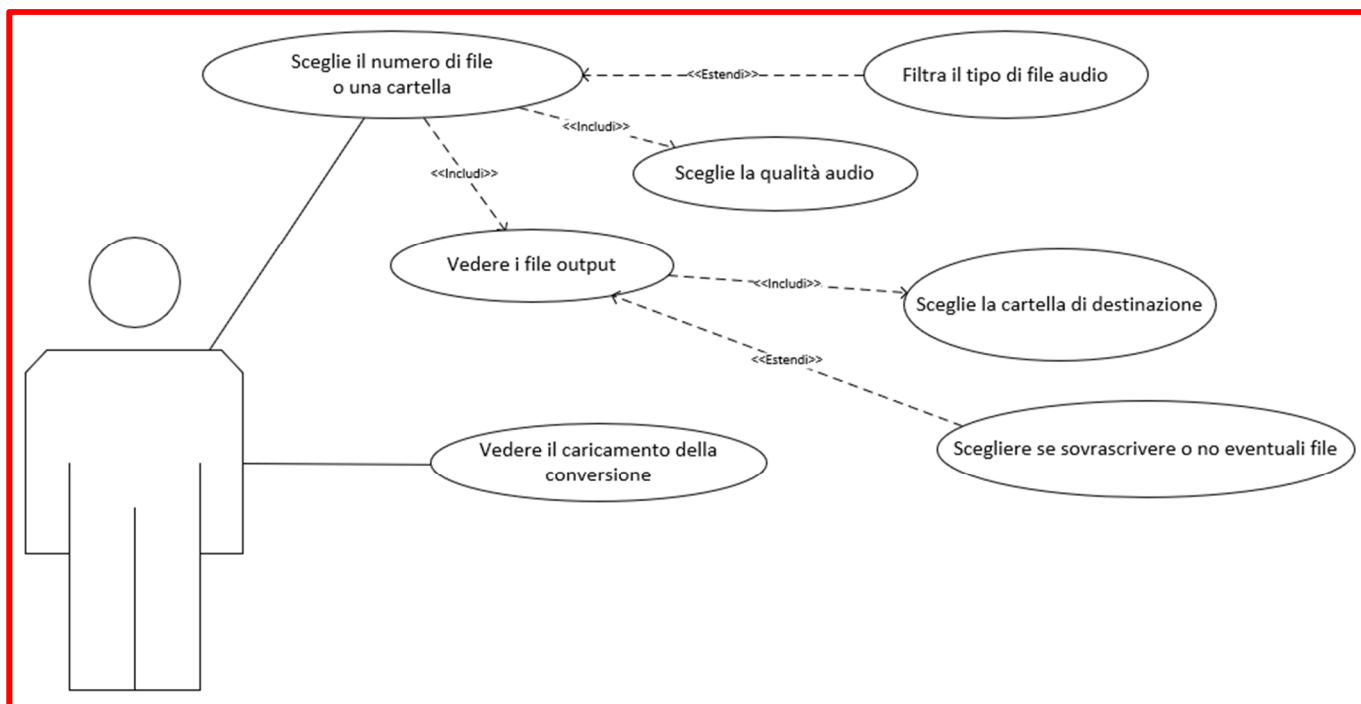 Sceglie il numero di file
o una cartella
<<Estendi>>
Filtra il tipo di file audio
<<Includi>>
Sceglie la qualità audio
<<Includi>>
Vedere i file output
<<Includi>>
Sceglie la cartella di destinazione
<<Estendi>>
Scegliere se sovrascrivere o no eventuali file
Vedere il caricamento della
conversione